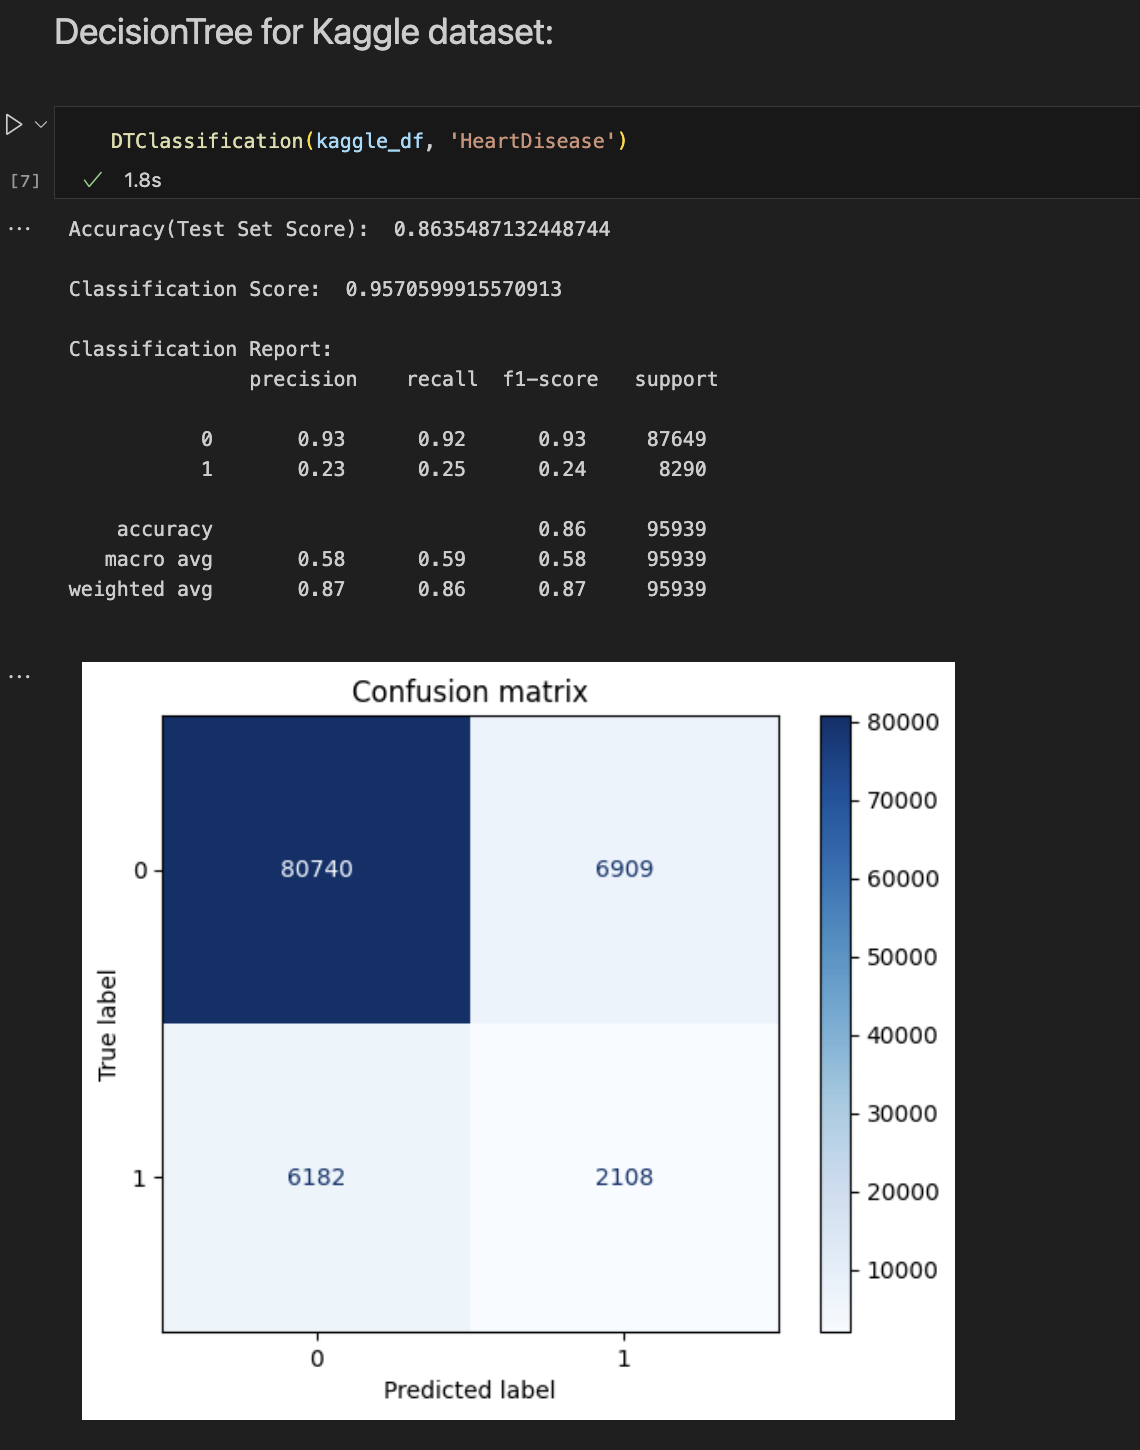 DecisionTree for Kaggle dataset:
DTClassification(kaggle_df, 'HeartDisease')
[7] 1.8s
Accuracy(Test Set Score):  0.8635487132448744
Classification Score:  0.9570599915570913
Classification Report:
precision recall f1-score support
0 0.93 0.92 0.93 87649
1 0.23 0.25 0.24 8290
accuracy 0.86 95939
macro avg 0.58 0.59 0.58 95939
weighted avg 0.87 0.86 0.87 95939
Confusion matrix
80000
70000
60000
50000
40000
30000
20000
10000
True label
0 80740 6909
1 6182 2108
0 1
Predicted label